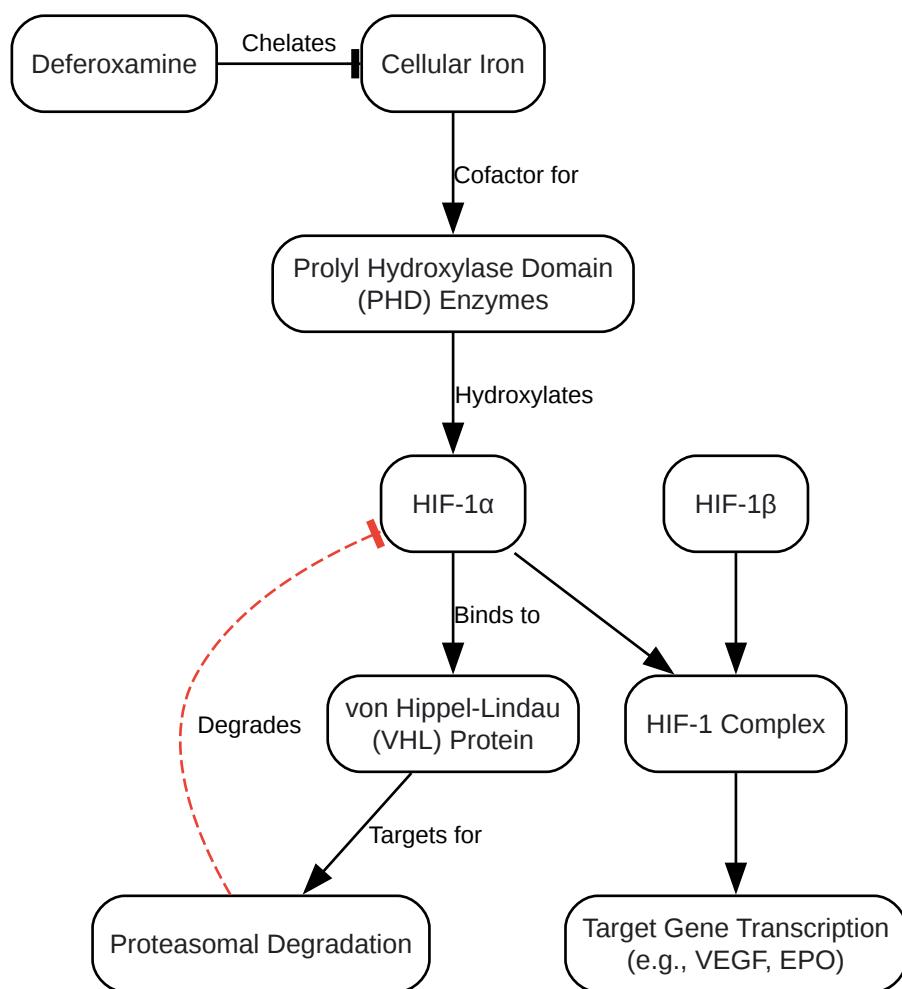 Deferoxamine
Chelates
Cellular Iron
Cofactor for
Prolyl Hydroxylase Domain
(PHD) Enzymes
Hydroxylates
HIF-1α
HIF-1β
Binds to
von Hippel-Lindau
(VHL) Protein
HIF-1 Complex
Degrades
Targets for
Proteasomal Degradation
Target Gene Transcription
(e.g., VEGF, EPO)